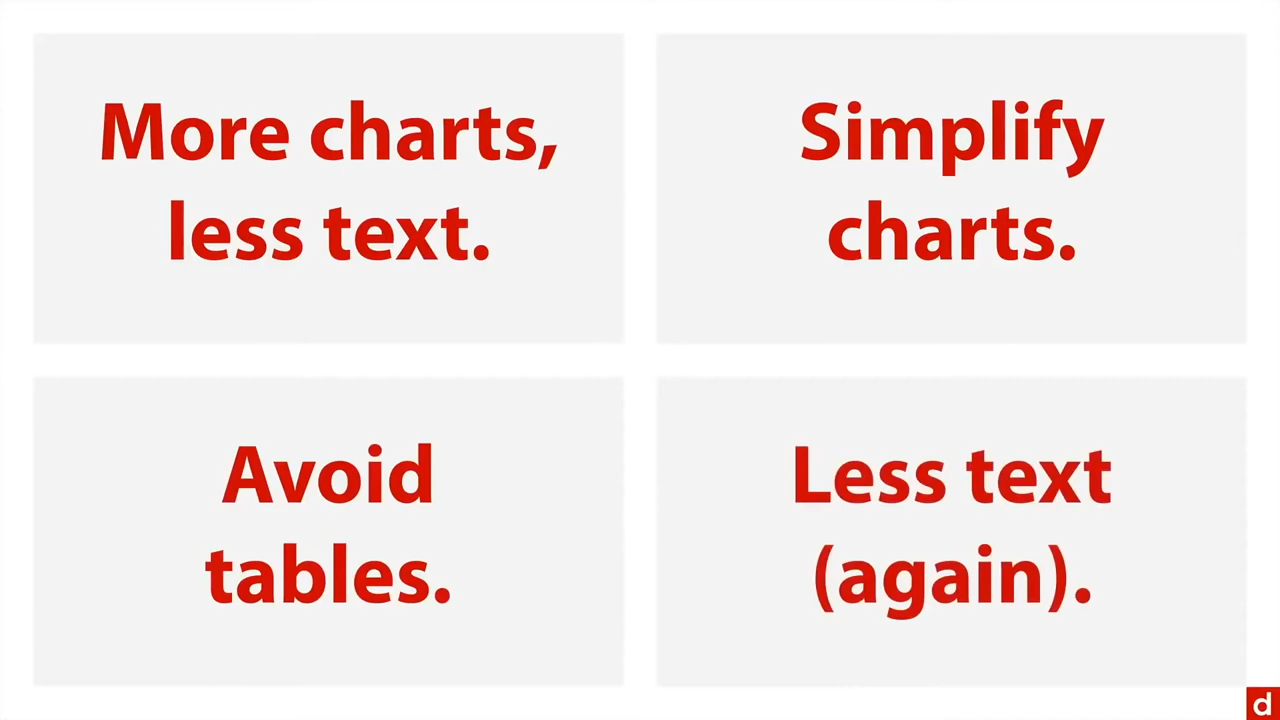 More charts,
less text.
Simplify
charts.
Avoid
tables.
Less text
(again).
d